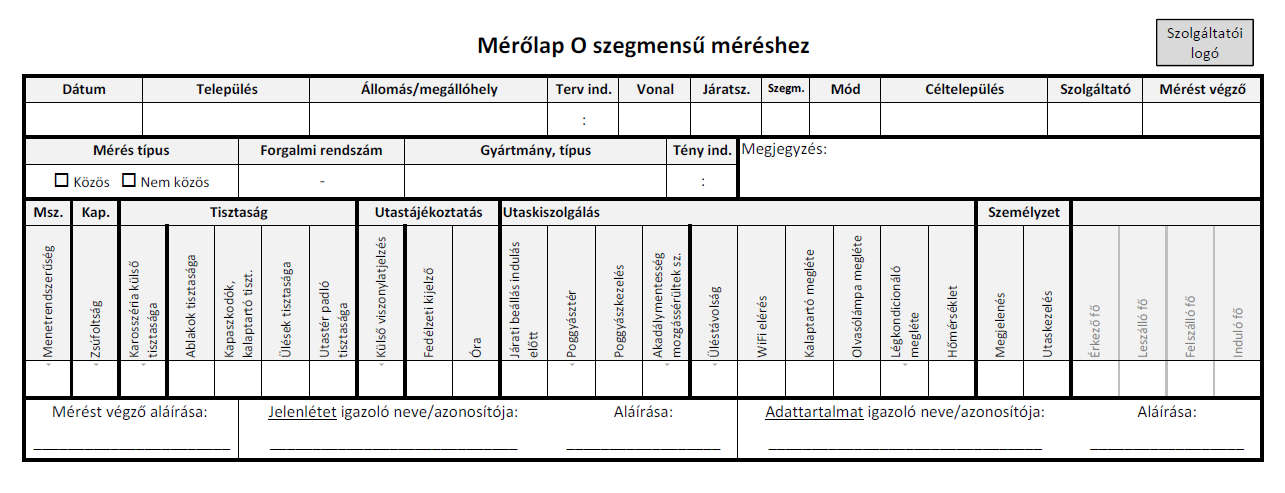 Szolgáltatói
logó
Mérőlap O szegmensű méréshez
Dátum Település Állomás/megállóhely Terv ind. Vonal Járatsz. Szegm. Mód Céltelepülés Szolgáltató Mérést végző
:
Mérés típus Forgalmi rendszám Gyártmány, típus Tény ind. Megjegyzés:
☐ Közös ☐ Nem közös - :
Msz. Kap. Tisztaság Utastájékoztatás Utaskiszolgálás Személyzet
Menetrendszerűség
Zsúfoltság
Karosszéria külső
tisztasága
Ablakok tisztasága
Kapaszkodók,
kalaptartó tiszt.
Ülések tisztasága
Utastér padló
tisztasága
Külső viszonylatjelzés
Fedélzeti kijelző
Óra
Járati beállás indulás
előtt
Poggyásztér
Poggyászkezelés
Akadálymentesség
mozgássérültek sz.
Üléstávolság
WiFi elérés
Kalaptartó megléte
Olvasólámpa megléte
Légkondicionáló
megléte
Hőmérséklet
Megjelenés
Utaskezelés
Érkező fő
Leszálló fő
Felszálló fő
Induló fő
Mérést végző aláírása: Jelenlétet igazoló neve/azonosítója: Aláírása: Adattartalmat igazoló neve/azonosítója: Aláírása: